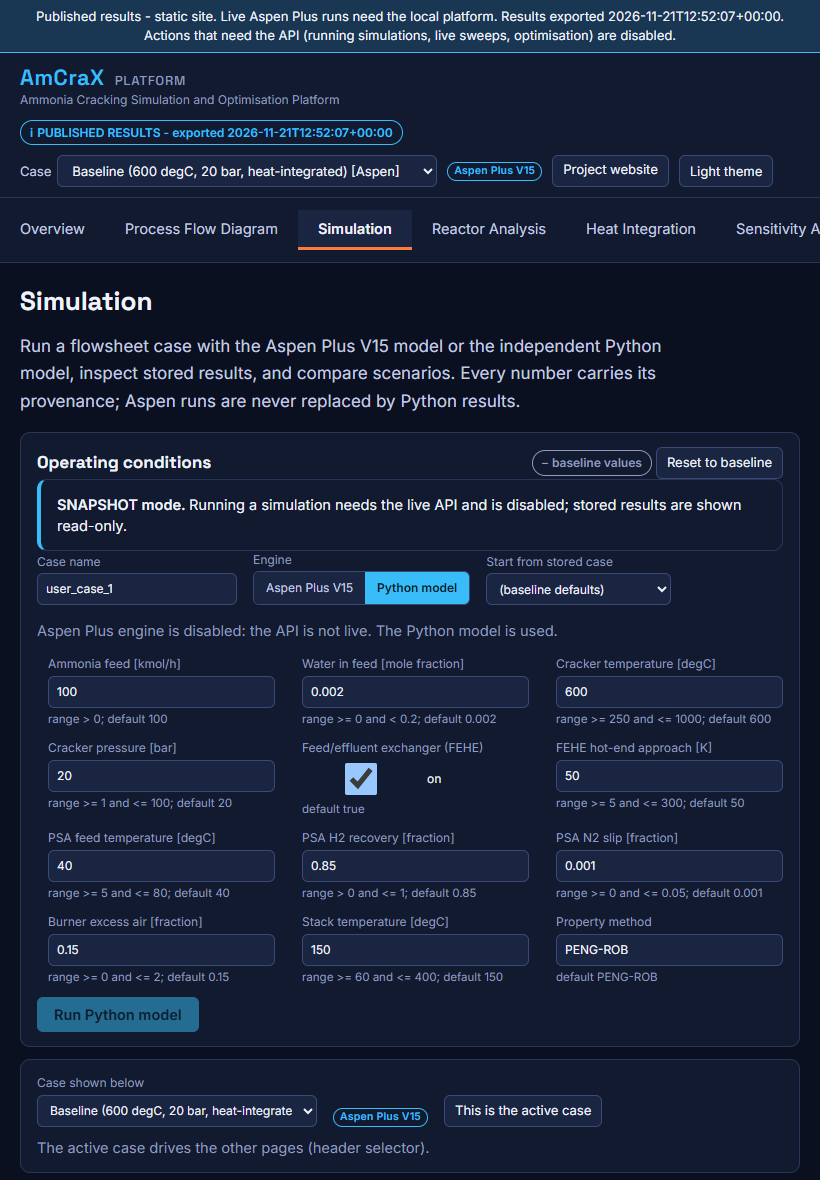 Published results - static site. Live Aspen Plus runs need the local platform. Results exported 2026-11-21T12:52:07+00:00.
Actions that need the API (running simulations, live sweeps, optimisation) are disabled.
AmCraX PLATFORM
Ammonia Cracking Simulation and Optimisation Platform
i PUBLISHED RESULTS - exported 2026-11-21T12:52:07+00:00
Case Baseline (600 degC, 20 bar, heat-integrated) [Aspen] Aspen Plus V15 Project website Light theme
Overview Process Flow Diagram Simulation Reactor Analysis Heat Integration Sensitivity A
Simulation
Run a flowsheet case with the Aspen Plus V15 model or the independent Python
model, inspect stored results, and compare scenarios. Every number carries its
provenance; Aspen runs are never replaced by Python results.
Operating conditions – baseline values Reset to baseline
SNAPSHOT mode. Running a simulation needs the live API and is disabled; stored results are shown
read-only.
Case name Engine Start from stored case
user_case_1 Aspen Plus V15 Python model (baseline defaults)
Aspen Plus engine is disabled: the API is not live. The Python model is used.
Ammonia feed [kmol/h] Water in feed [mole fraction] Cracker temperature [degC]
100 0.002 600
range > 0; default 100 range >= 0 and < 0.2; default 0.002 range >= 250 and <= 1000; default 600
Cracker pressure [bar] Feed/effluent exchanger (FEHE) FEHE hot-end approach [K]
20 on 50
range >= 1 and <= 100; default 20 default true range >= 5 and <= 300; default 50
PSA feed temperature [degC] PSA H2 recovery [fraction] PSA N2 slip [fraction]
40 0.85 0.001
range >= 5 and <= 80; default 40 range > 0 and <= 1; default 0.85 range >= 0 and <= 0.05; default 0.001
Burner excess air [fraction] Stack temperature [degC] Property method
0.15 150 PENG-ROB
range >= 0 and <= 2; default 0.15 range >= 60 and <= 400; default 150 default PENG-ROB
Run Python model
Case shown below
Baseline (600 degC, 20 bar, heat-integrate Aspen Plus V15 This is the active case
The active case drives the other pages (header selector).